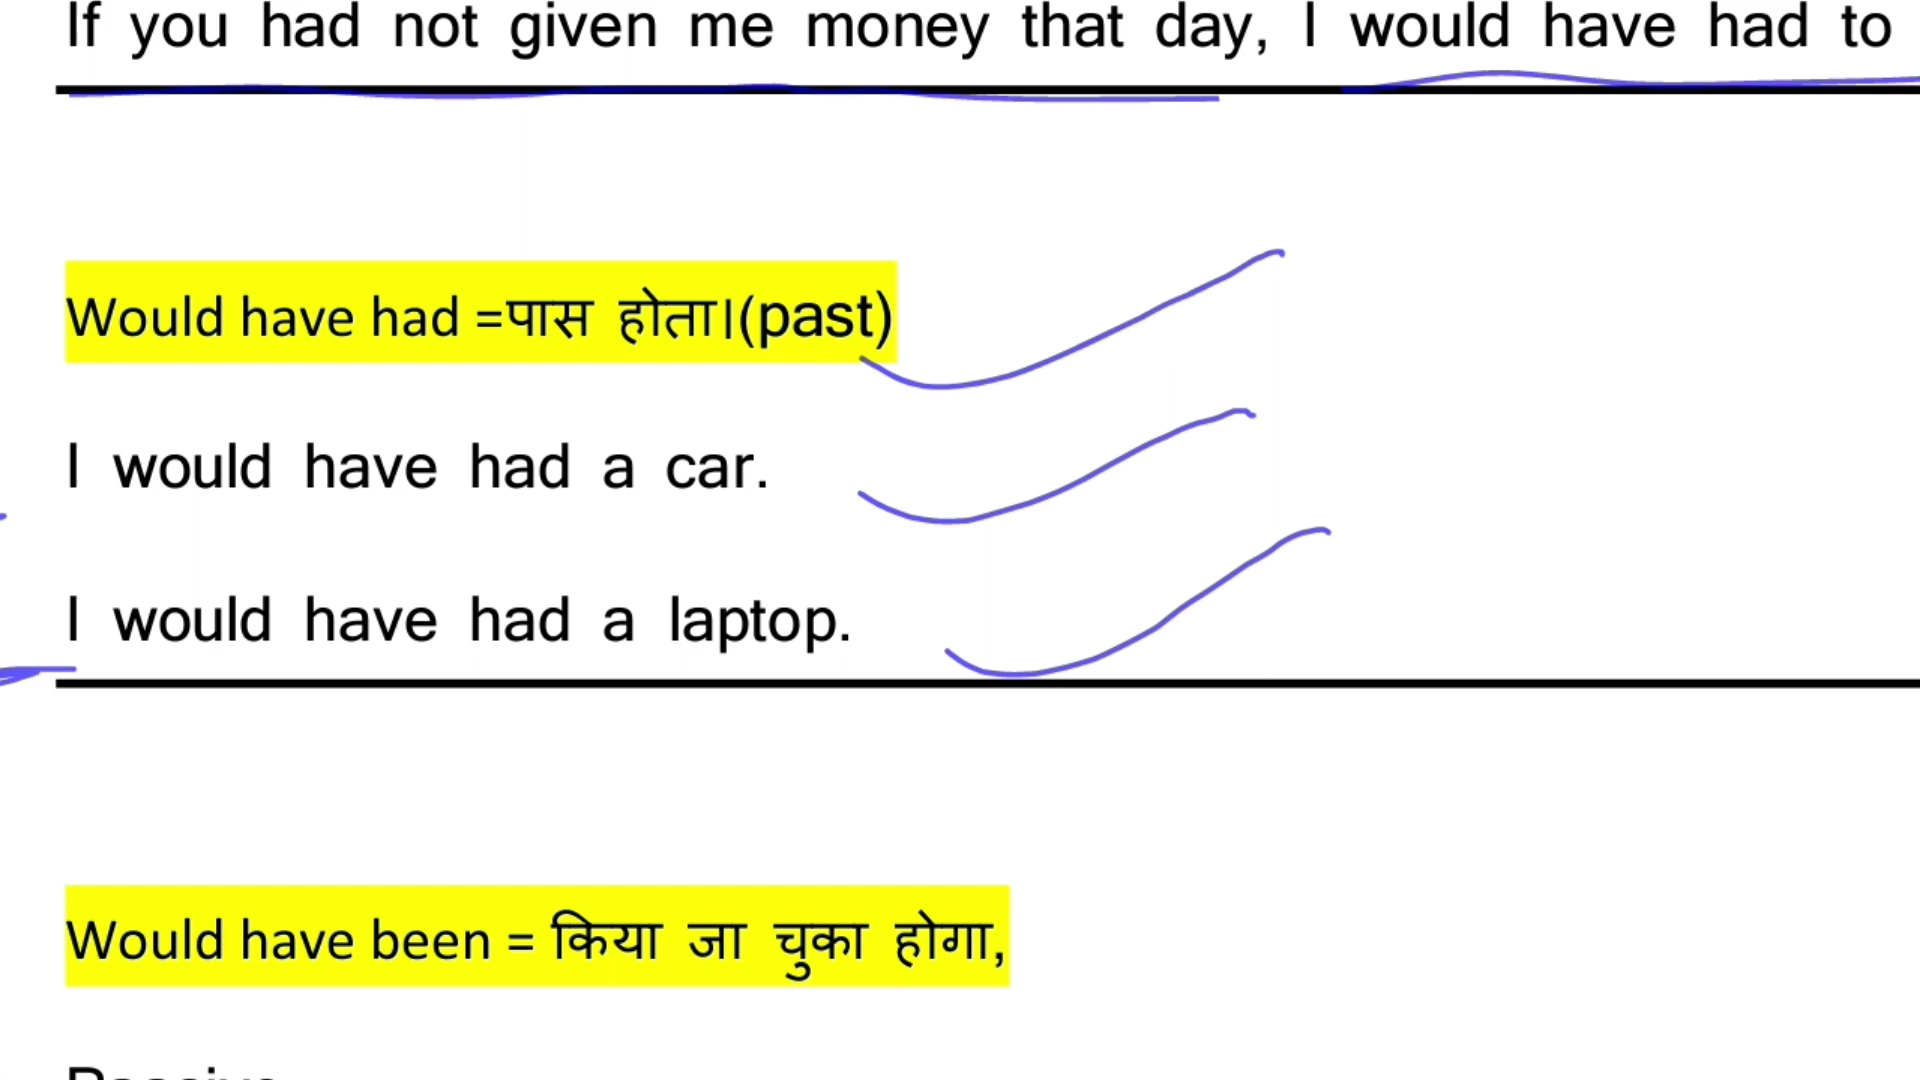 If you had not given me money that day, I would have had to
Would have had =पास होता।(past)
I would have had a car.
I would have had a laptop.
Would have been = किया जा चुका होगा,